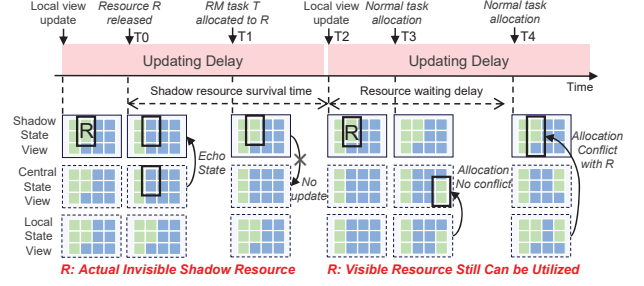 Local view update
Resource R released
RM task T allocated to R
Local view update
Normal task allocation
Normal task allocation
T0
T1
T2
T3
T4
Updating Delay
Updating Delay
Time
Shadow resource survival time
Resource waiting delay
Shadow State View
R
R
Echo State
No update
Allocation No conflict
Allocation Conflict with R
Central State View
Local State View
R: Actual Invisible Shadow Resource
R: Visible Resource Still Can be Utilized